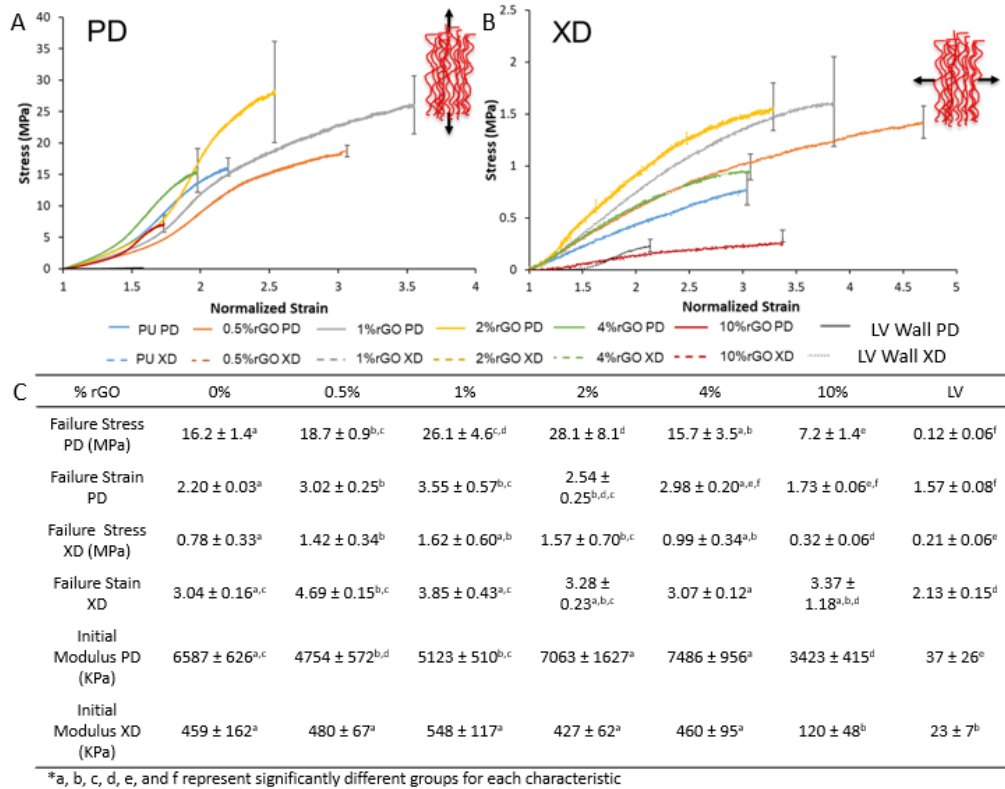 A
PD
40
35
30
25
20
15
10
5
0
Stress (MPa)
1 1.5 2 2.5 3 3.5 4
Normalized Strain
B
XD
2.5
2
1.5
1
0.5
0
Stress (MPa)
1 1.5 2 2.5 3 3.5 4 4.5 5
Normalized Strain
PU PD 0.5%rGO PD 1%rGO PD 2%rGO PD 4%rGO PD 10%rGO PD LV Wall PD
PU XD 0.5%rGO XD 1%rGO XD 2%rGO XD 4%rGO XD 10%rGO XD LV Wall XD
C
% rGO 0% 0.5% 1% 2% 4% 10% LV
Failure Stress
PD (MPa)
16.2 ± 1.4a 18.7 ± 0.9b,c 26.1 ± 4.6c,d 28.1 ± 8.1d 15.7 ± 3.5a,b 7.2 ± 1.4e 0.12 ± 0.06f
Failure Strain
PD
2.20 ± 0.03a 3.02 ± 0.25b 3.55 ± 0.57b,c 2.54 ±
0.25b,d,c 2.98 ± 0.20a,e,f 1.73 ± 0.06e,f 1.57 ± 0.08f
Failure Stress
XD (MPa)
0.78 ± 0.33a 1.42 ± 0.34b 1.62 ± 0.60a,b 1.57 ± 0.70b,c 0.99 ± 0.34a,b 0.32 ± 0.06d 0.21 ± 0.06e
Failure Stain
XD
3.04 ± 0.16a,c 4.69 ± 0.15b,c 3.85 ± 0.43a,c 3.28 ±
0.23a,b,c 3.07 ± 0.12a 3.37 ±
1.18a,b,d 2.13 ± 0.15d
Initial
Modulus PD
(KPa)
6587 ± 626a,c 4754 ± 572b,d 5123 ± 510b,c 7063 ± 1627a 7486 ± 956a 3423 ± 415d 37 ± 26e
Initial
Modulus XD
(KPa)
459 ± 162a 480 ± 67a 548 ± 117a 427 ± 62a 460 ± 95a 120 ± 48b 23 ± 7b
*a, b, c, d, e, and f represent significantly different groups for each characteristic